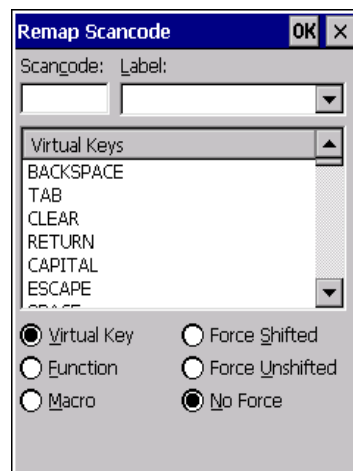 Remap Scancode OK ×
Scancode: Label:
Virtual Keys
BACKSPACE
TAB
CLEAR
RETURN
CAPITAL
ESCAPE
Virtual Key Force Shifted
Function Force Unshifted
Macro No Force